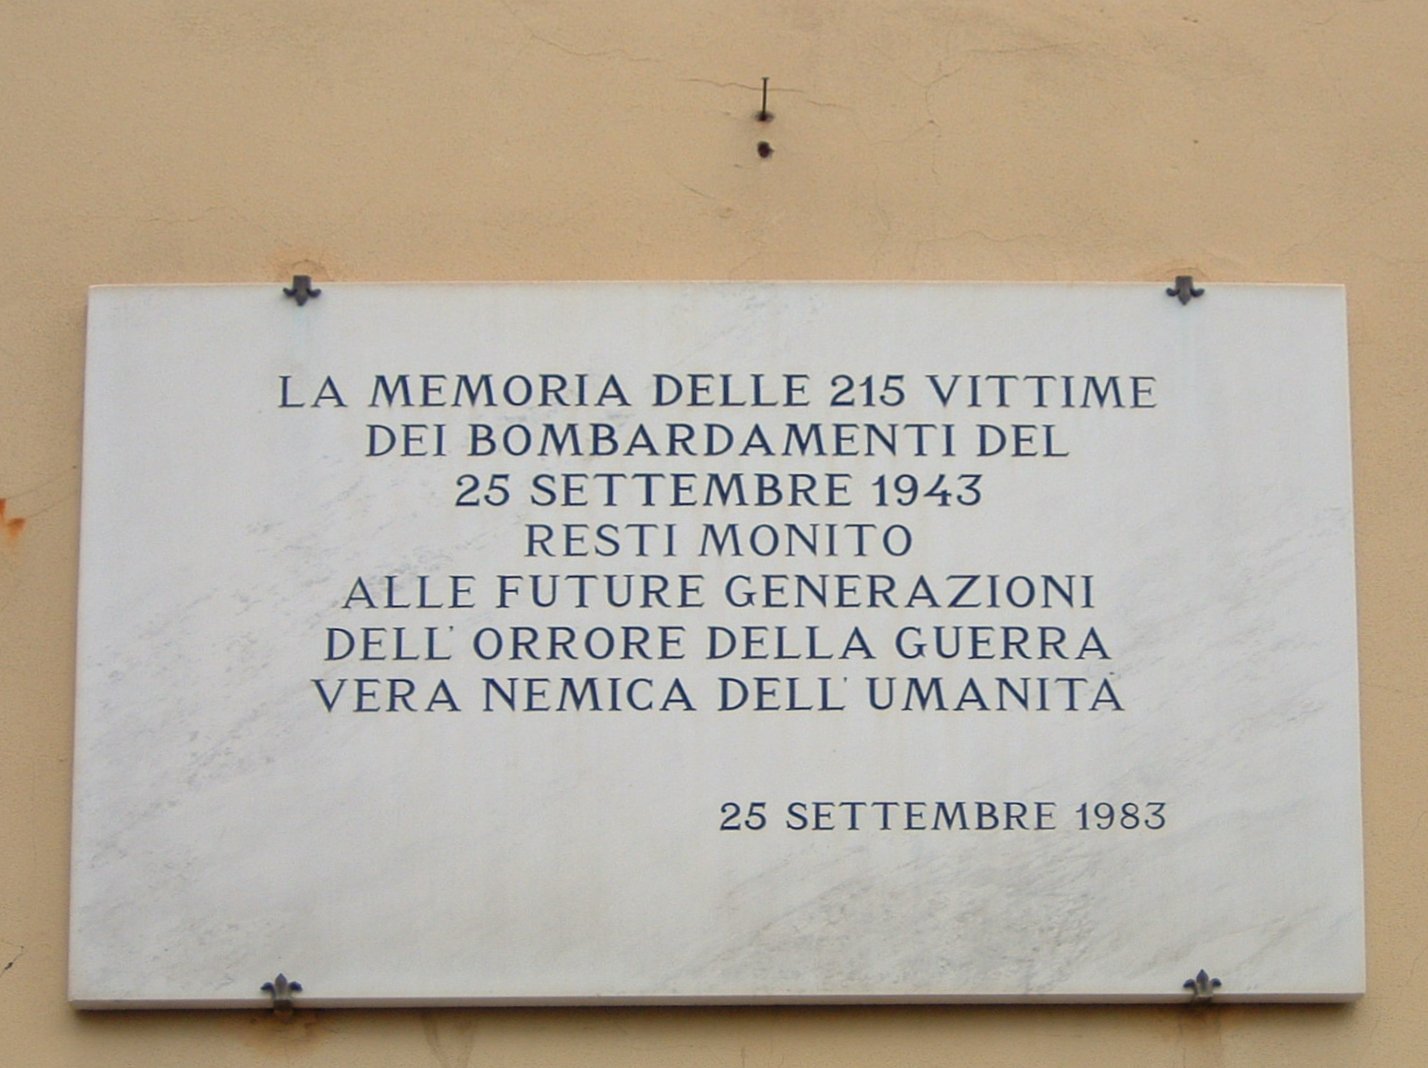 LA MEMORIA DELLE 215 VITTIME
DEI BOMBARDAMENTI DEL
25 SETTEMBRE 1943
RESTI MONITO
ALLE FUTURE GENERAZIONI
DELL'ORRORE DELLA GUERRA
VERA NEMICA DELL'UMANITÀ
25 SETTEMBRE 1983